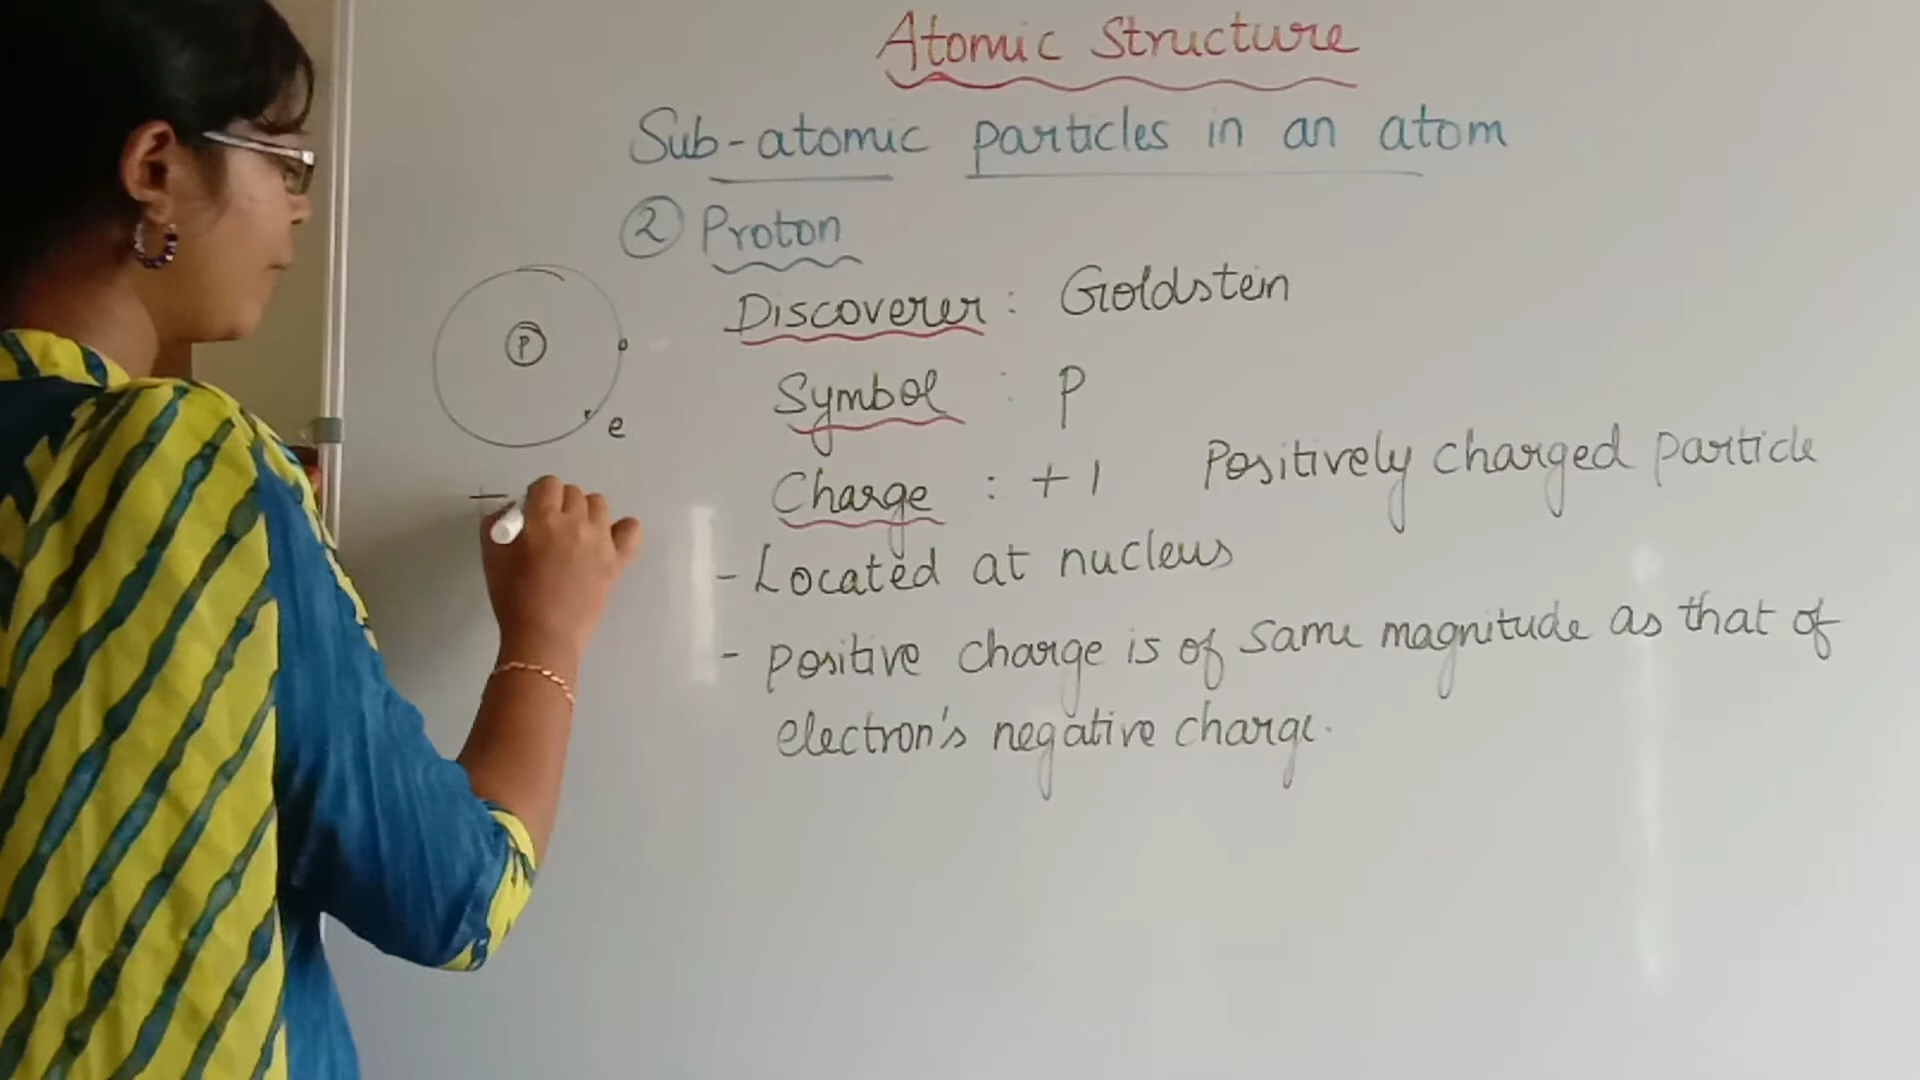 Atomic Structure
Sub-atomic particles in an atom
② Proton
Discoverer : Goldstein
Symbol : P
Charge : +1 Positively charged particle
- Located at nucleus
- positive charge is of same magnitude as that of
electron's negative charge.
P
e
+